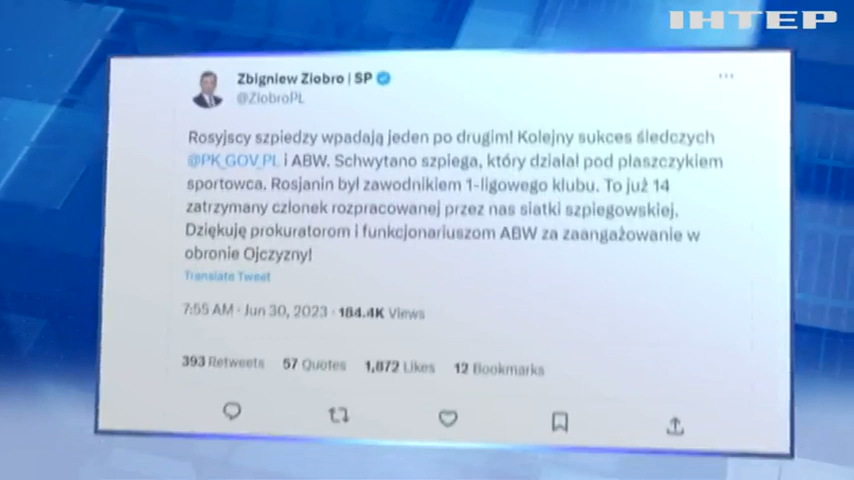 ІНТЕР
Zbigniew Ziobro | SP
@ZiobroPL
Rosyjscy szpiedzy wpadają jeden po drugim! Kolejny sukces śledczych
@PK_GOV_PL i ABW. Schwytano szpiega, który działał pod płaszczykiem
sportowca. Rosjanin był zawodnikiem 1-ligowego klubu. To już 14
zatrzymany członek rozpracowanej przez nas siatki szpiegowskiej.
Dziękuję prokuratorom i funkcjonariuszom ABW za zaangażowanie w
obronie Ojczyzny!
Translate Tweet
7:55 AM · Jun 30, 2023 · 184.4K Views
393 Retweets 57 Quotes 1,872 Likes 12 Bookmarks